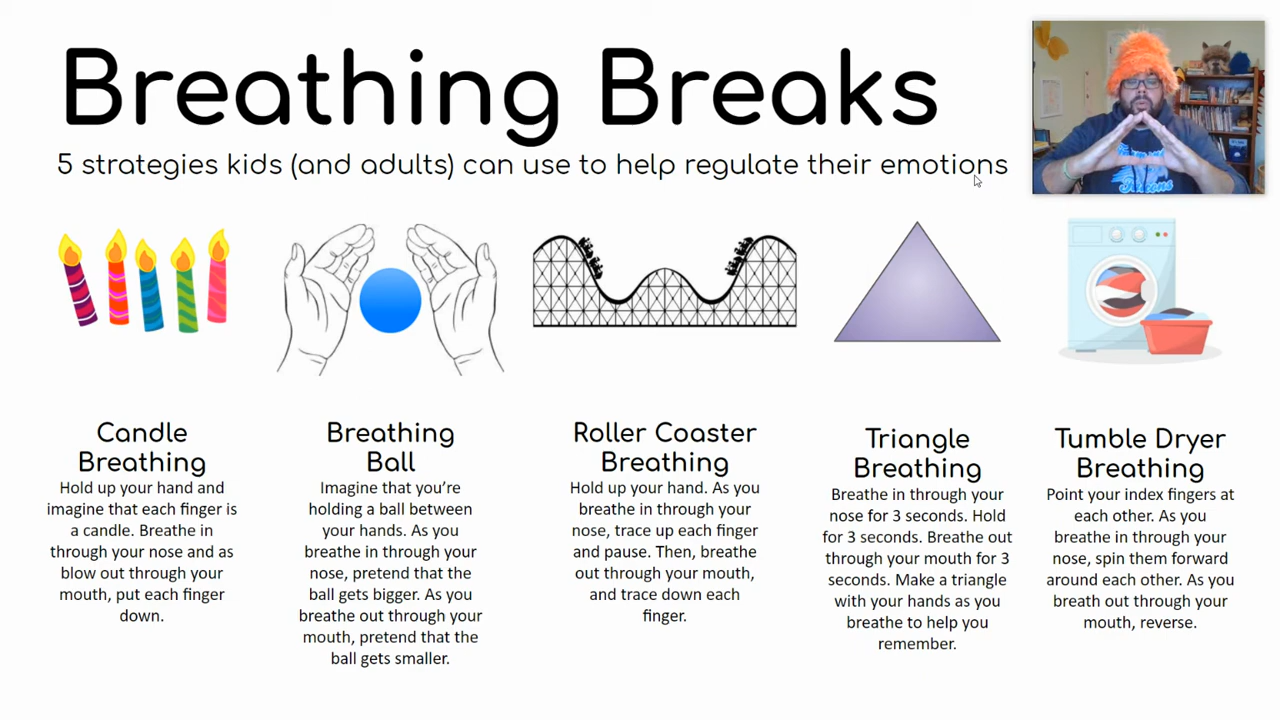 Breathing Breaks
5 strategies kids (and adults) can use to help regulate their emotions
Candle
Breathing
Hold up your hand and
imagine that each finger is
a candle. Breathe in
through your nose and as
blow out through your
mouth, put each finger
down.
Breathing
Ball
Imagine that you're
holding a ball between
your hands. As you
breathe in through your
nose, pretend that the
ball gets bigger. As you
breathe out through your
mouth, pretend that the
ball gets smaller.
Roller Coaster
Breathing
Hold up your hand. As you
breathe in through your
nose, trace up each finger
and pause. Then, breathe
out through your mouth,
and trace down each
finger.
Triangle
Breathing
Breathe in through your
nose for 3 seconds. Hold
for 3 seconds. Breathe out
through your mouth for 3
seconds. Make a triangle
with your hands as you
breathe to help you
remember.
Tumble Dryer
Breathing
Point your index fingers at
each other. As you
breathe in through your
nose, spin them forward
around each other. As you
breath out through your
mouth, reverse.